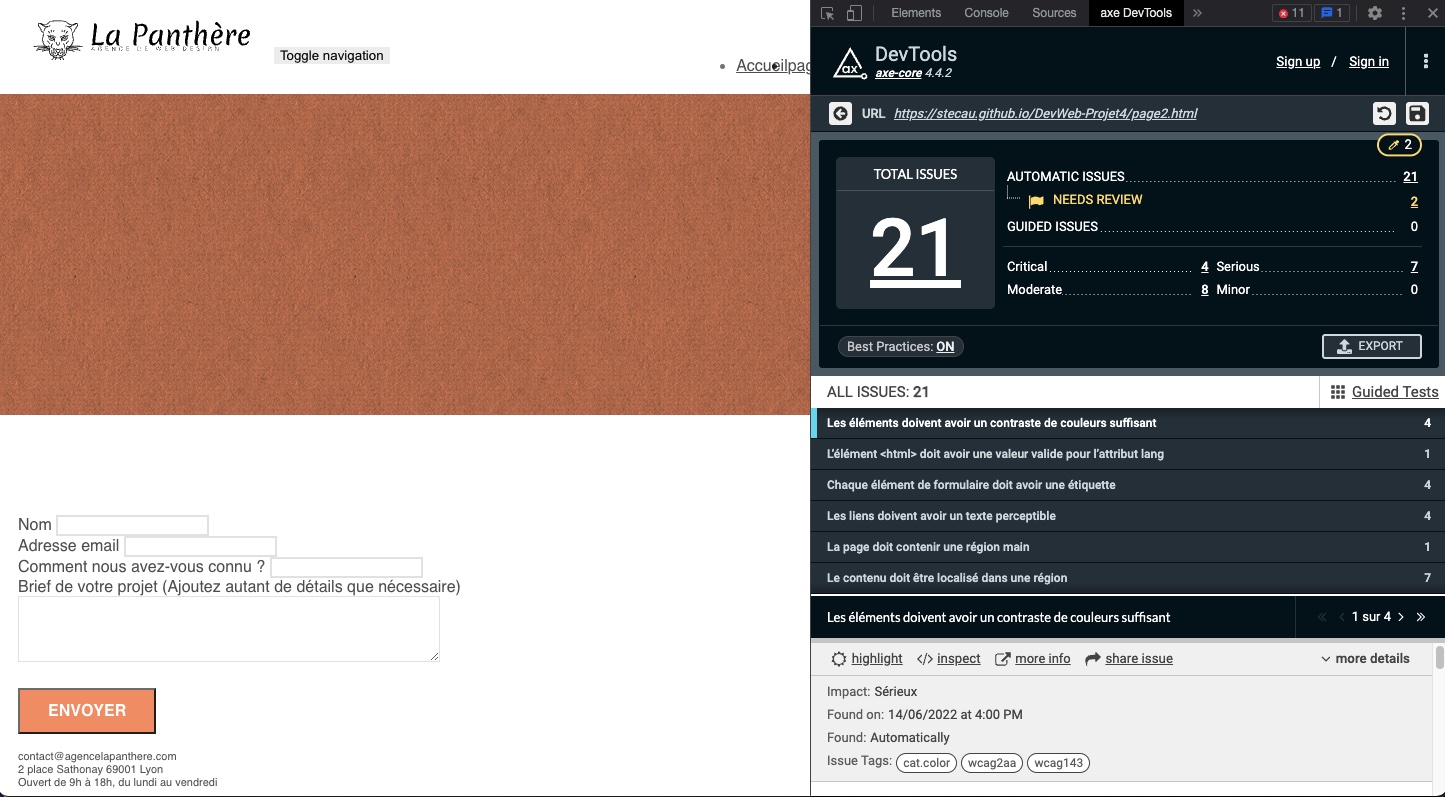 La Panthère
AGENCE DE WEB DESIGN
Toggle navigation
Accueil
pag
Nom
Adresse email
Comment nous avez-vous connu ?
Brief de votre projet (Ajoutez autant de détails que nécessaire)
ENVOYER
contact@agencelapanthere.com
2 place Sathonay 69001 Lyon
Ouvert de 9h à 18h, du lundi au vendredi
Elements Console Sources axe DevTools » 11 1
ax DevTools
axe-core 4.4.2
Sign up / Sign in
URL https://stecau.github.io/DevWeb-Projet4/page2.html
2
TOTAL ISSUES
21
AUTOMATIC ISSUES 21
NEEDS REVIEW 2
GUIDED ISSUES 0
Critical 4 Serious 7
Moderate 8 Minor 0
Best Practices: ON
EXPORT
ALL ISSUES: 21
Guided Tests
Les éléments doivent avoir un contraste de couleurs suffisant 4
L’élément <html> doit avoir une valeur valide pour l’attribut lang 1
Chaque élément de formulaire doit avoir une étiquette 4
Les liens doivent avoir un texte perceptible 4
La page doit contenir une région main 1
Le contenu doit être localisé dans une région 7
Les éléments doivent avoir un contraste de couleurs suffisant
« ‹ 1 sur 4 › »
highlight </> inspect more info share issue more details
Impact: Sérieux
Found on: 14/06/2022 at 4:00 PM
Found: Automatically
Issue Tags: cat.color wcag2aa wcag143